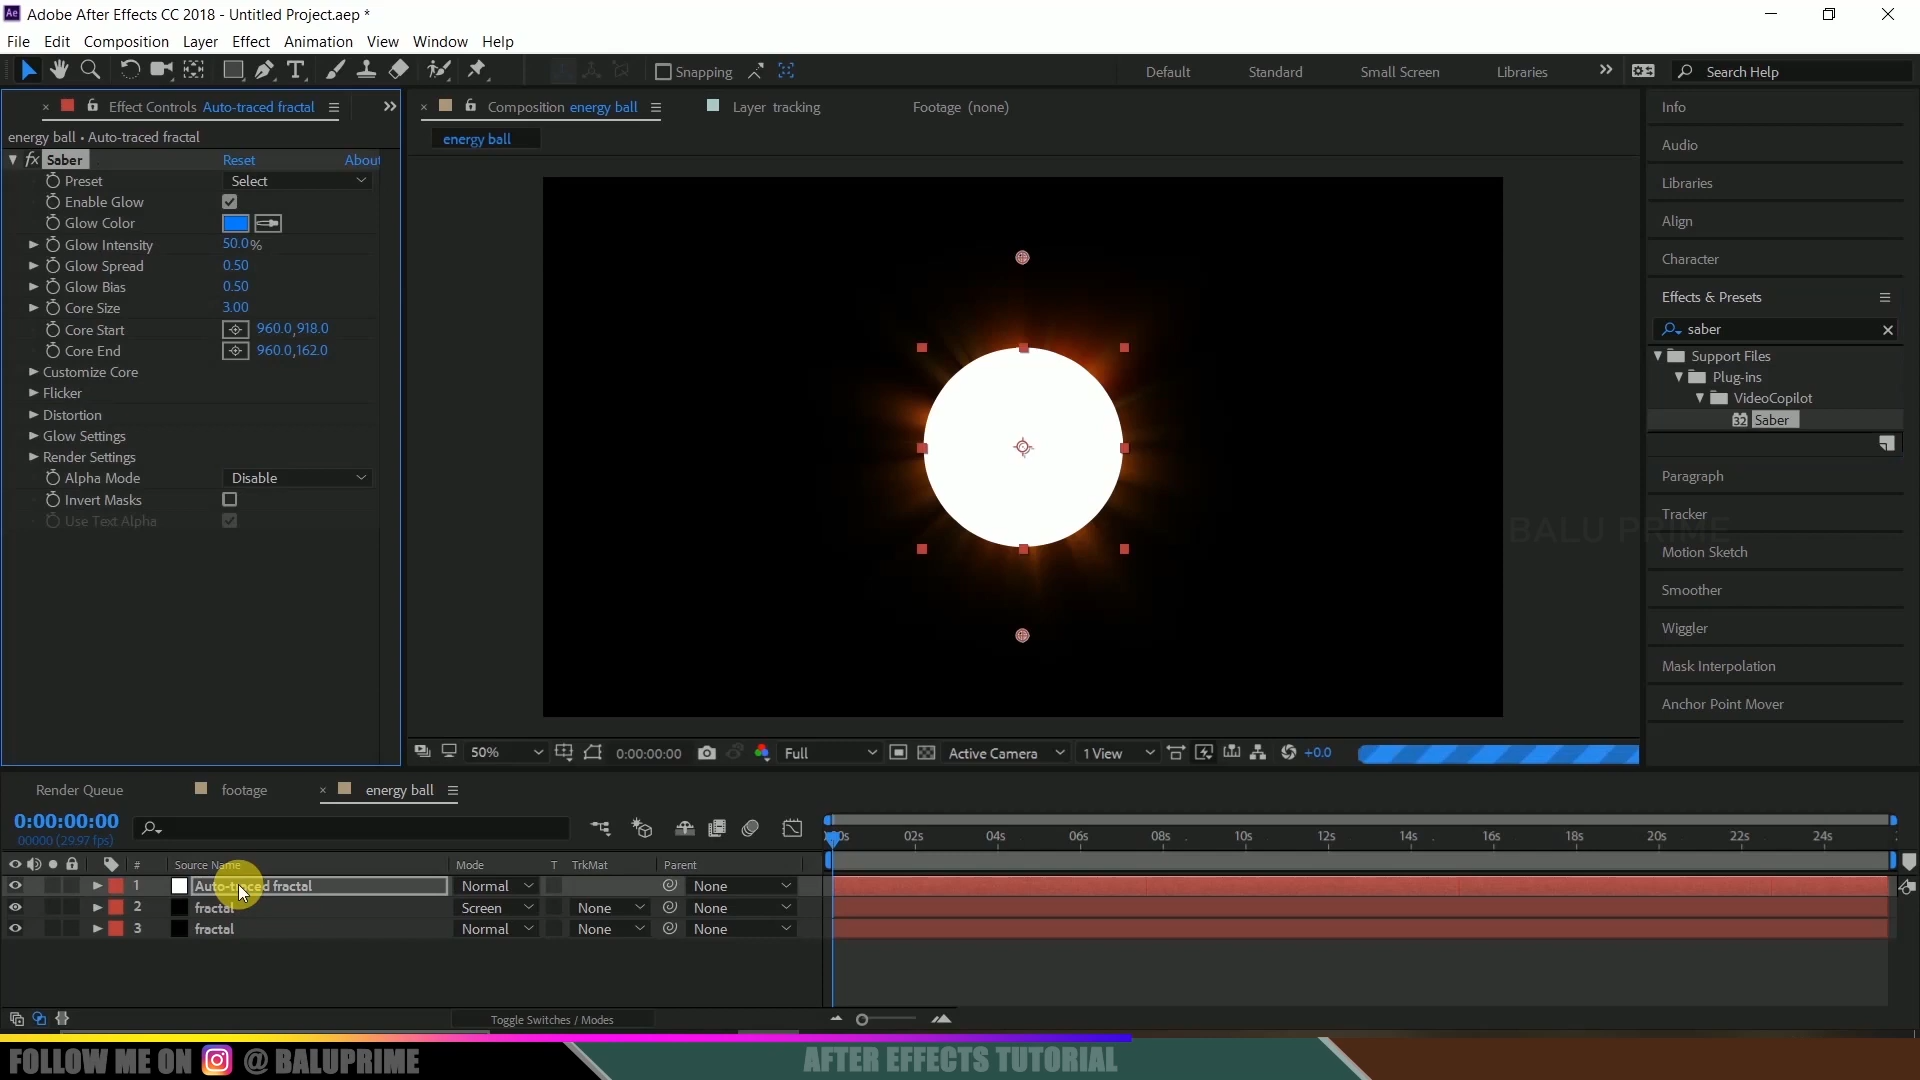 Ae Adobe After Effects CC 2018 - Untitled Project.aep *
File Edit Composition Layer Effect Animation View Window Help
Snapping Default Standard Small Screen Libraries Search Help
Effect Controls Auto-traced fractal
energy ball • Auto-traced fractal
fx Saber Reset About
Preset Select
Enable Glow
Glow Color
Glow Intensity 50.0%
Glow Spread 0.50
Glow Bias 0.50
Core Size 3.00
Core Start 960.0,918.0
Core End 960.0,162.0
Customize Core
Flicker
Distortion
Glow Settings
Render Settings
Alpha Mode Disable
Invert Masks
Use Text Alpha
Composition energy ball Layer tracking Footage (none)
energy ball
50% 0:00:00:00 Full Active Camera 1 View +0.0
Info
Audio
Libraries
Align
Character
Effects & Presets
saber
Support Files
Plug-ins
VideoCopilot
32 Saber
Paragraph
Tracker
BALU PRIME
Motion Sketch
Smoother
Wiggler
Mask Interpolation
Anchor Point Mover
Render Queue footage energy ball
0:00:00:00
00000 (29.97 fps)
02s 04s 06s 08s 10s 12s 14s 16s 18s 20s 22s 24s
# Source Name Mode T TrkMat Parent
1 Auto-traced fractal Normal None
2 fractal Screen None None
3 fractal Normal None None
Toggle Switches / Modes
FOLLOW ME ON @ BALUPRIME
AFTER EFFECTS TUTORIAL